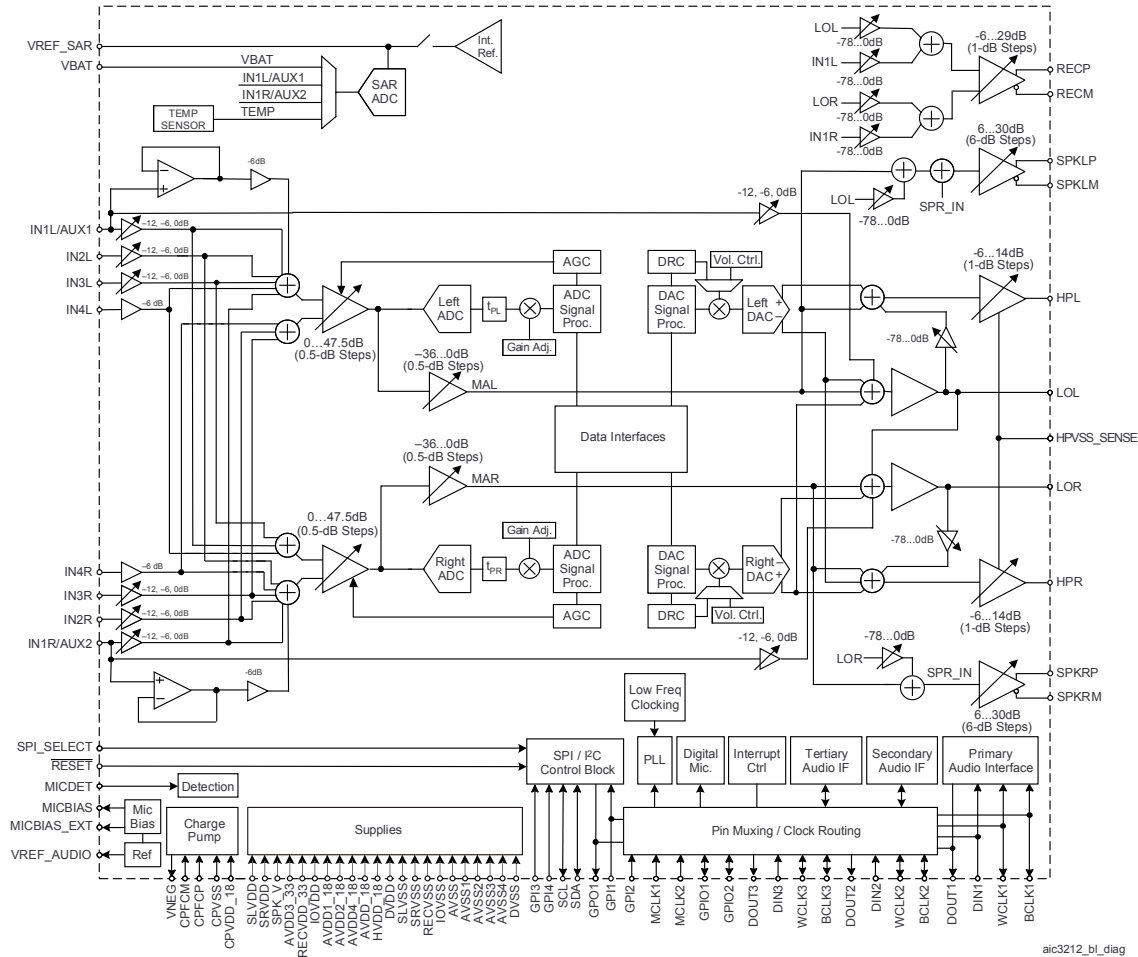 VREF_SAR
VBAT
VBAT
IN1L/AUX1
IN1R/AUX2
TEMP
TEMP
SENSOR
SAR
ADC
Int.
Ref.
LOL
-78...0dB
IN1L
-78...0dB
LOR
-78...0dB
IN1R
-78...0dB
-6...29dB
(1-dB Steps)
RECP
RECM
6...30dB
(6-dB Steps)
SPKLP
SPKLM
LOL
-78...0dB
SPR_IN
-6dB
-12, -6, 0dB
IN1L/AUX1
–12, –6, 0dB
IN2L
-12, -6, 0dB
IN3L
-12, -6, 0dB
IN4L
–6 dB
0…47.5dB
(0.5-dB Steps)
AGC
Left
ADC
tPL
Gain Adj.
ADC
Signal
Proc.
DRC
Vol. Ctrl.
DAC
Signal
Proc.
Left +
DAC –
-6...14dB
(1-dB Steps)
HPL
-78...0dB
–36...0dB
(0.5-dB Steps)
MAL
LOL
Data Interfaces
HPVSS_SENSE
–36...0dB
(0.5-dB Steps)
MAR
LOR
0…47.5dB
(0.5-dB Steps)
Right
ADC
tPR
Gain Adj.
ADC
Signal
Proc.
AGC
DAC
Signal
Proc.
DRC
Vol. Ctrl.
Right –
DAC +
-78...0dB
HPR
-6...14dB
(1-dB Steps)
IN4R
–6 dB
IN3R
-12, -6, 0dB
IN2R
-12, -6, 0dB
IN1R/AUX2
-12, -6, 0dB
-6dB
-12, -6, 0dB
-78...0dB
LOR
SPR_IN
SPKRP
SPKRM
6...30dB
(6-dB Steps)
SPI_SELECT
RESET
MICDET
Detection
MICBIAS
MICBIAS_EXT
Mic
Bias
VREF_AUDIO
Ref
Charge
Pump
Supplies
SPI / I²C
Control Block
Low Freq
Clocking
PLL
Digital
Mic.
Interrupt
Ctrl
Tertiary
Audio IF
Secondary
Audio IF
Primary
Audio Interface
Pin Muxing / Clock Routing
VNEG
CPFCM
CPFCP
CPVSS
CPVDD_18
SLVDD
SRVDD
SPK_V
AVDD3_33
RECVDD_33
IOVDD
AVDD1_18
AVDD2_18
AVDD4_18
AVDD_18
HVDD_18
DVDD
SLVSS
SRVSS
RECVSS
IOVSS
AVSS
AVSS1
AVSS2
AVSS3
AVSS4
DVSS
GPI3
GPI4
SCL
SDA
GPO1
GPI1
GPI2
MCLK1
MCLK2
GPIO1
GPIO2
DOUT3
DIN3
WCLK3
BCLK3
DOUT2
DIN2
WCLK2
BCLK2
DOUT1
DIN1
WCLK1
BCLK1
aic3212_bl_diag